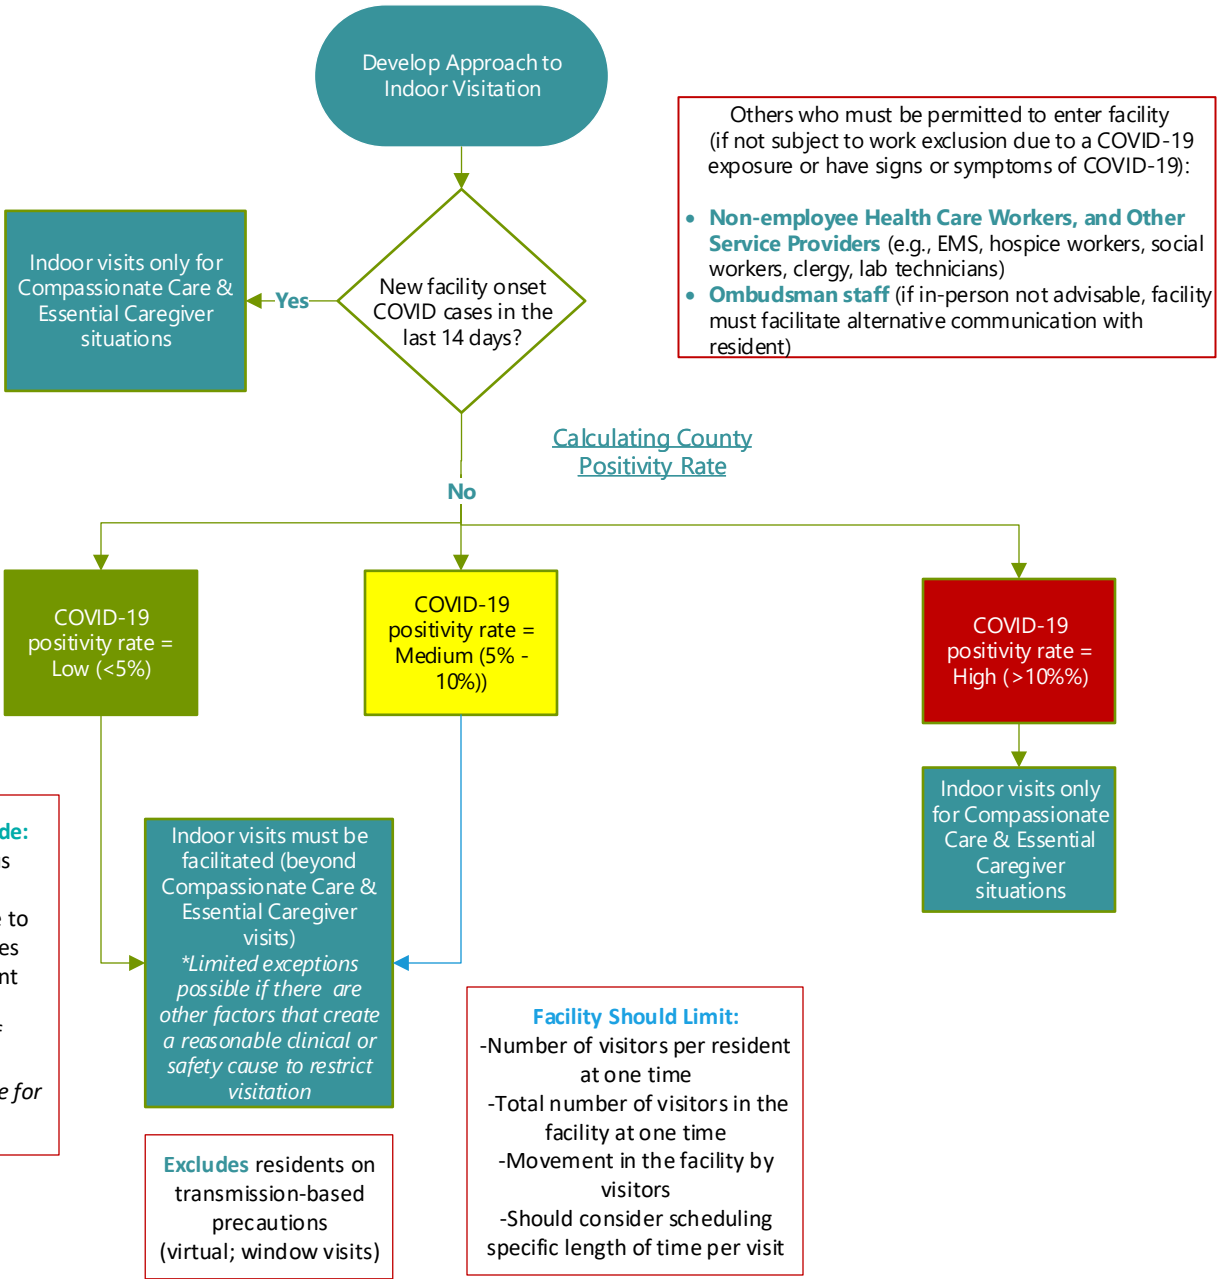 Develop Approach to
Indoor Visitation
Others who must be permitted to enter facility
(if not subject to work exclusion due to a COVID-19
exposure or have signs or symptoms of COVID-19):
• Non-employee Health Care Workers, and Other
Service Providers (e.g., EMS, hospice workers, social
workers, clergy, lab technicians)
• Ombudsman staff (if in-person not advisable, facility
must facilitate alternative communication with
resident)
Indoor visits only for
Compassionate Care &
Essential Caregiver
situations
Yes
New facility onset
COVID cases in the
last 14 days?
Calculating County
Positivity Rate
No
COVID-19
positivity rate =
Low (<5%)
COVID-19
positivity rate =
Medium (5% -
10%))
COVID-19
positivity rate =
High (>10%%)
Indoor visits only
for Compassionate
Care & Essential
Caregiver
situations
de:
to
nt
e for
Indoor visits must be
facilitated (beyond
Compassionate Care &
Essential Caregiver
visits)
*Limited exceptions
possible if there are
other factors that create
a reasonable clinical or
safety cause to restrict
visitation
Facility Should Limit:
-Number of visitors per resident
at one time
-Total number of visitors in the
facility at one time
-Movement in the facility by
visitors
-Should consider scheduling
specific length of time per visit
Excludes residents on
transmission-based
precautions
(virtual; window visits)